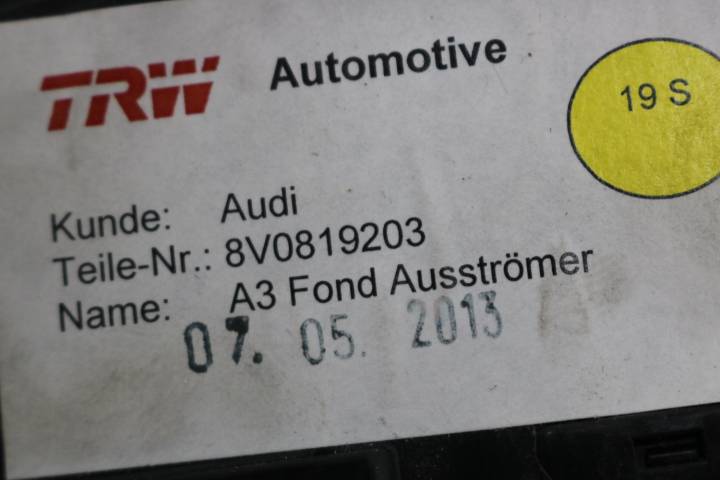 TRW Automotive
19 S
Kunde: Audi
Teile-Nr.: 8V0819203
Name: A3 Fond Ausströmer
07. 05. 2013